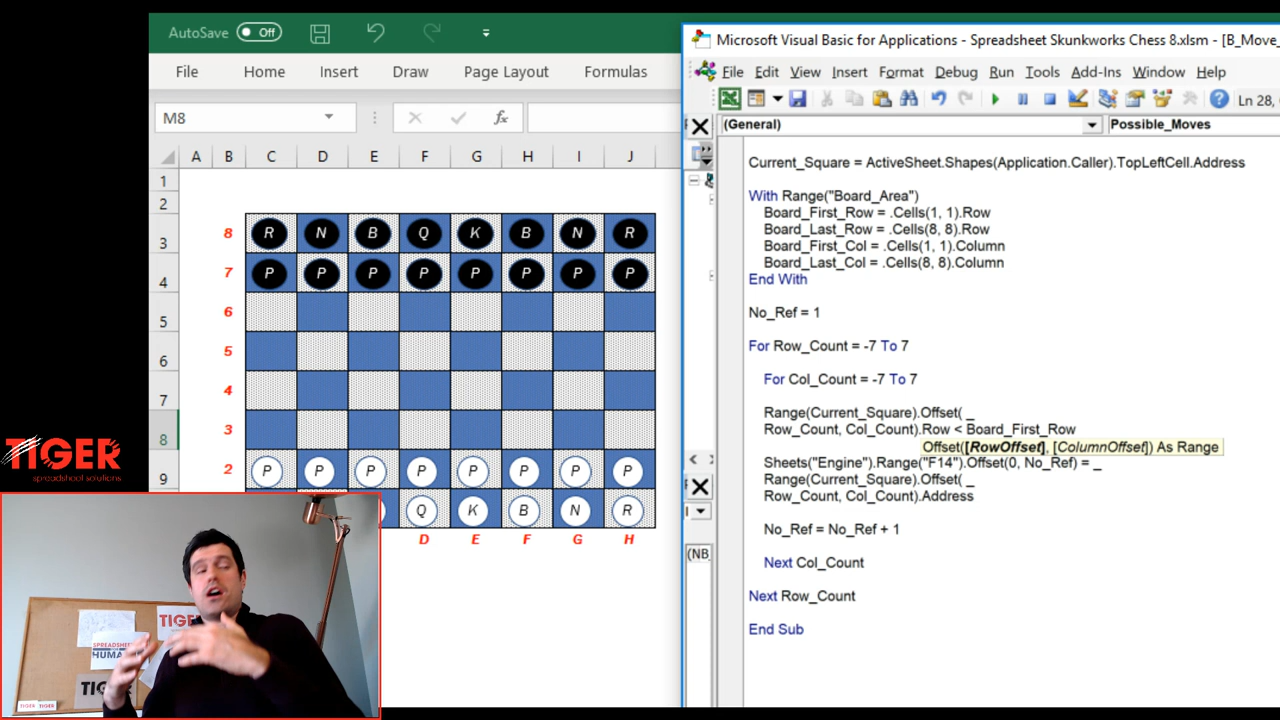 AutoSave Off
File Home Insert Draw Page Layout Formulas
M8 fx
A B C D E F G H I J
1
2
8 R N B Q K B N R
3
7 P P P P P P P P
4
6
5
5
6
4
7
3
8
2 P P P P P P P P
9
Q K B N R
D E F G H
TIGER
spreadsheet solutions
TIGER
SPREADSHEET
HUMA
TIGER
TIGER TIGER
Microsoft Visual Basic for Applications - Spreadsheet Skunkworks Chess 8.xlsm - [B_Move_
File Edit View Insert Format Debug Run Tools Add-Ins Window Help
Ln 28,
(General) Possible_Moves
Current_Square = ActiveSheet.Shapes(Application.Caller).TopLeftCell.Address
With Range("Board_Area")
Board_First_Row = .Cells(1, 1).Row
Board_Last_Row = .Cells(8, 8).Row
Board_First_Col = .Cells(1, 1).Column
Board_Last_Col = .Cells(8, 8).Column
End With
No_Ref = 1
For Row_Count = -7 To 7
For Col_Count = -7 To 7
Range(Current_Square).Offset( _
Row_Count, Col_Count).Row < Board_First_Row
Offset([RowOffset], [ColumnOffset]) As Range
Sheets("Engine").Range("F14").Offset(0, No_Ref) = _
Range(Current_Square).Offset( _
Row_Count, Col_Count).Address
No_Ref = No_Ref + 1
Next Col_Count
Next Row_Count
End Sub
(NB